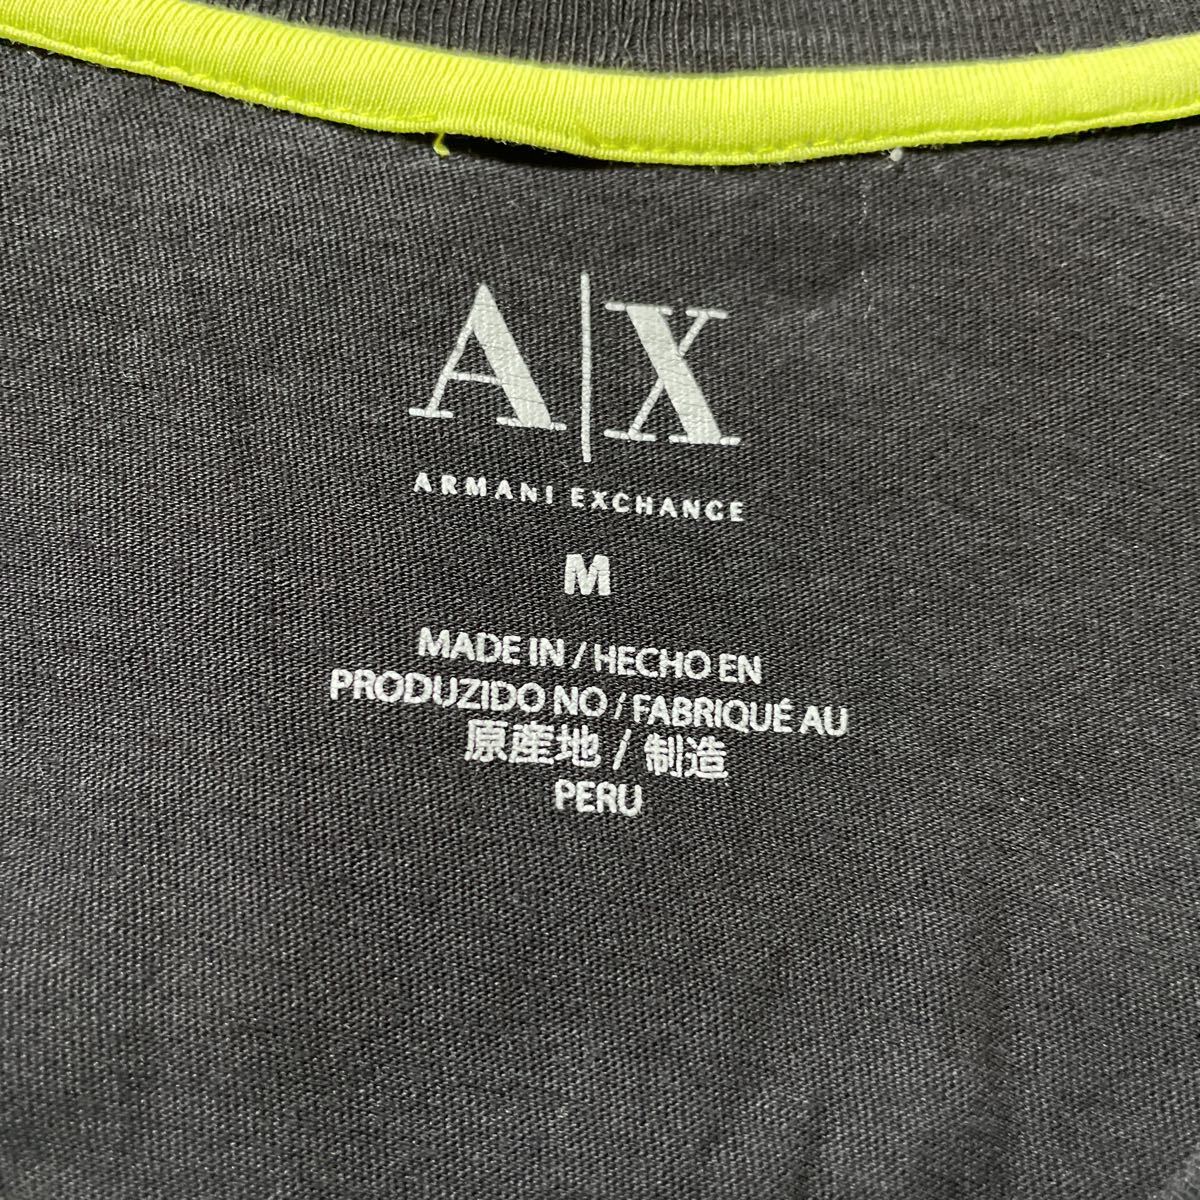 A|X
ARMANI EXCHANGE
M
MADE IN / HECHO EN
PRODUZIDO NO / FABRIQUÉ AU
原産地 / 制造
PERU